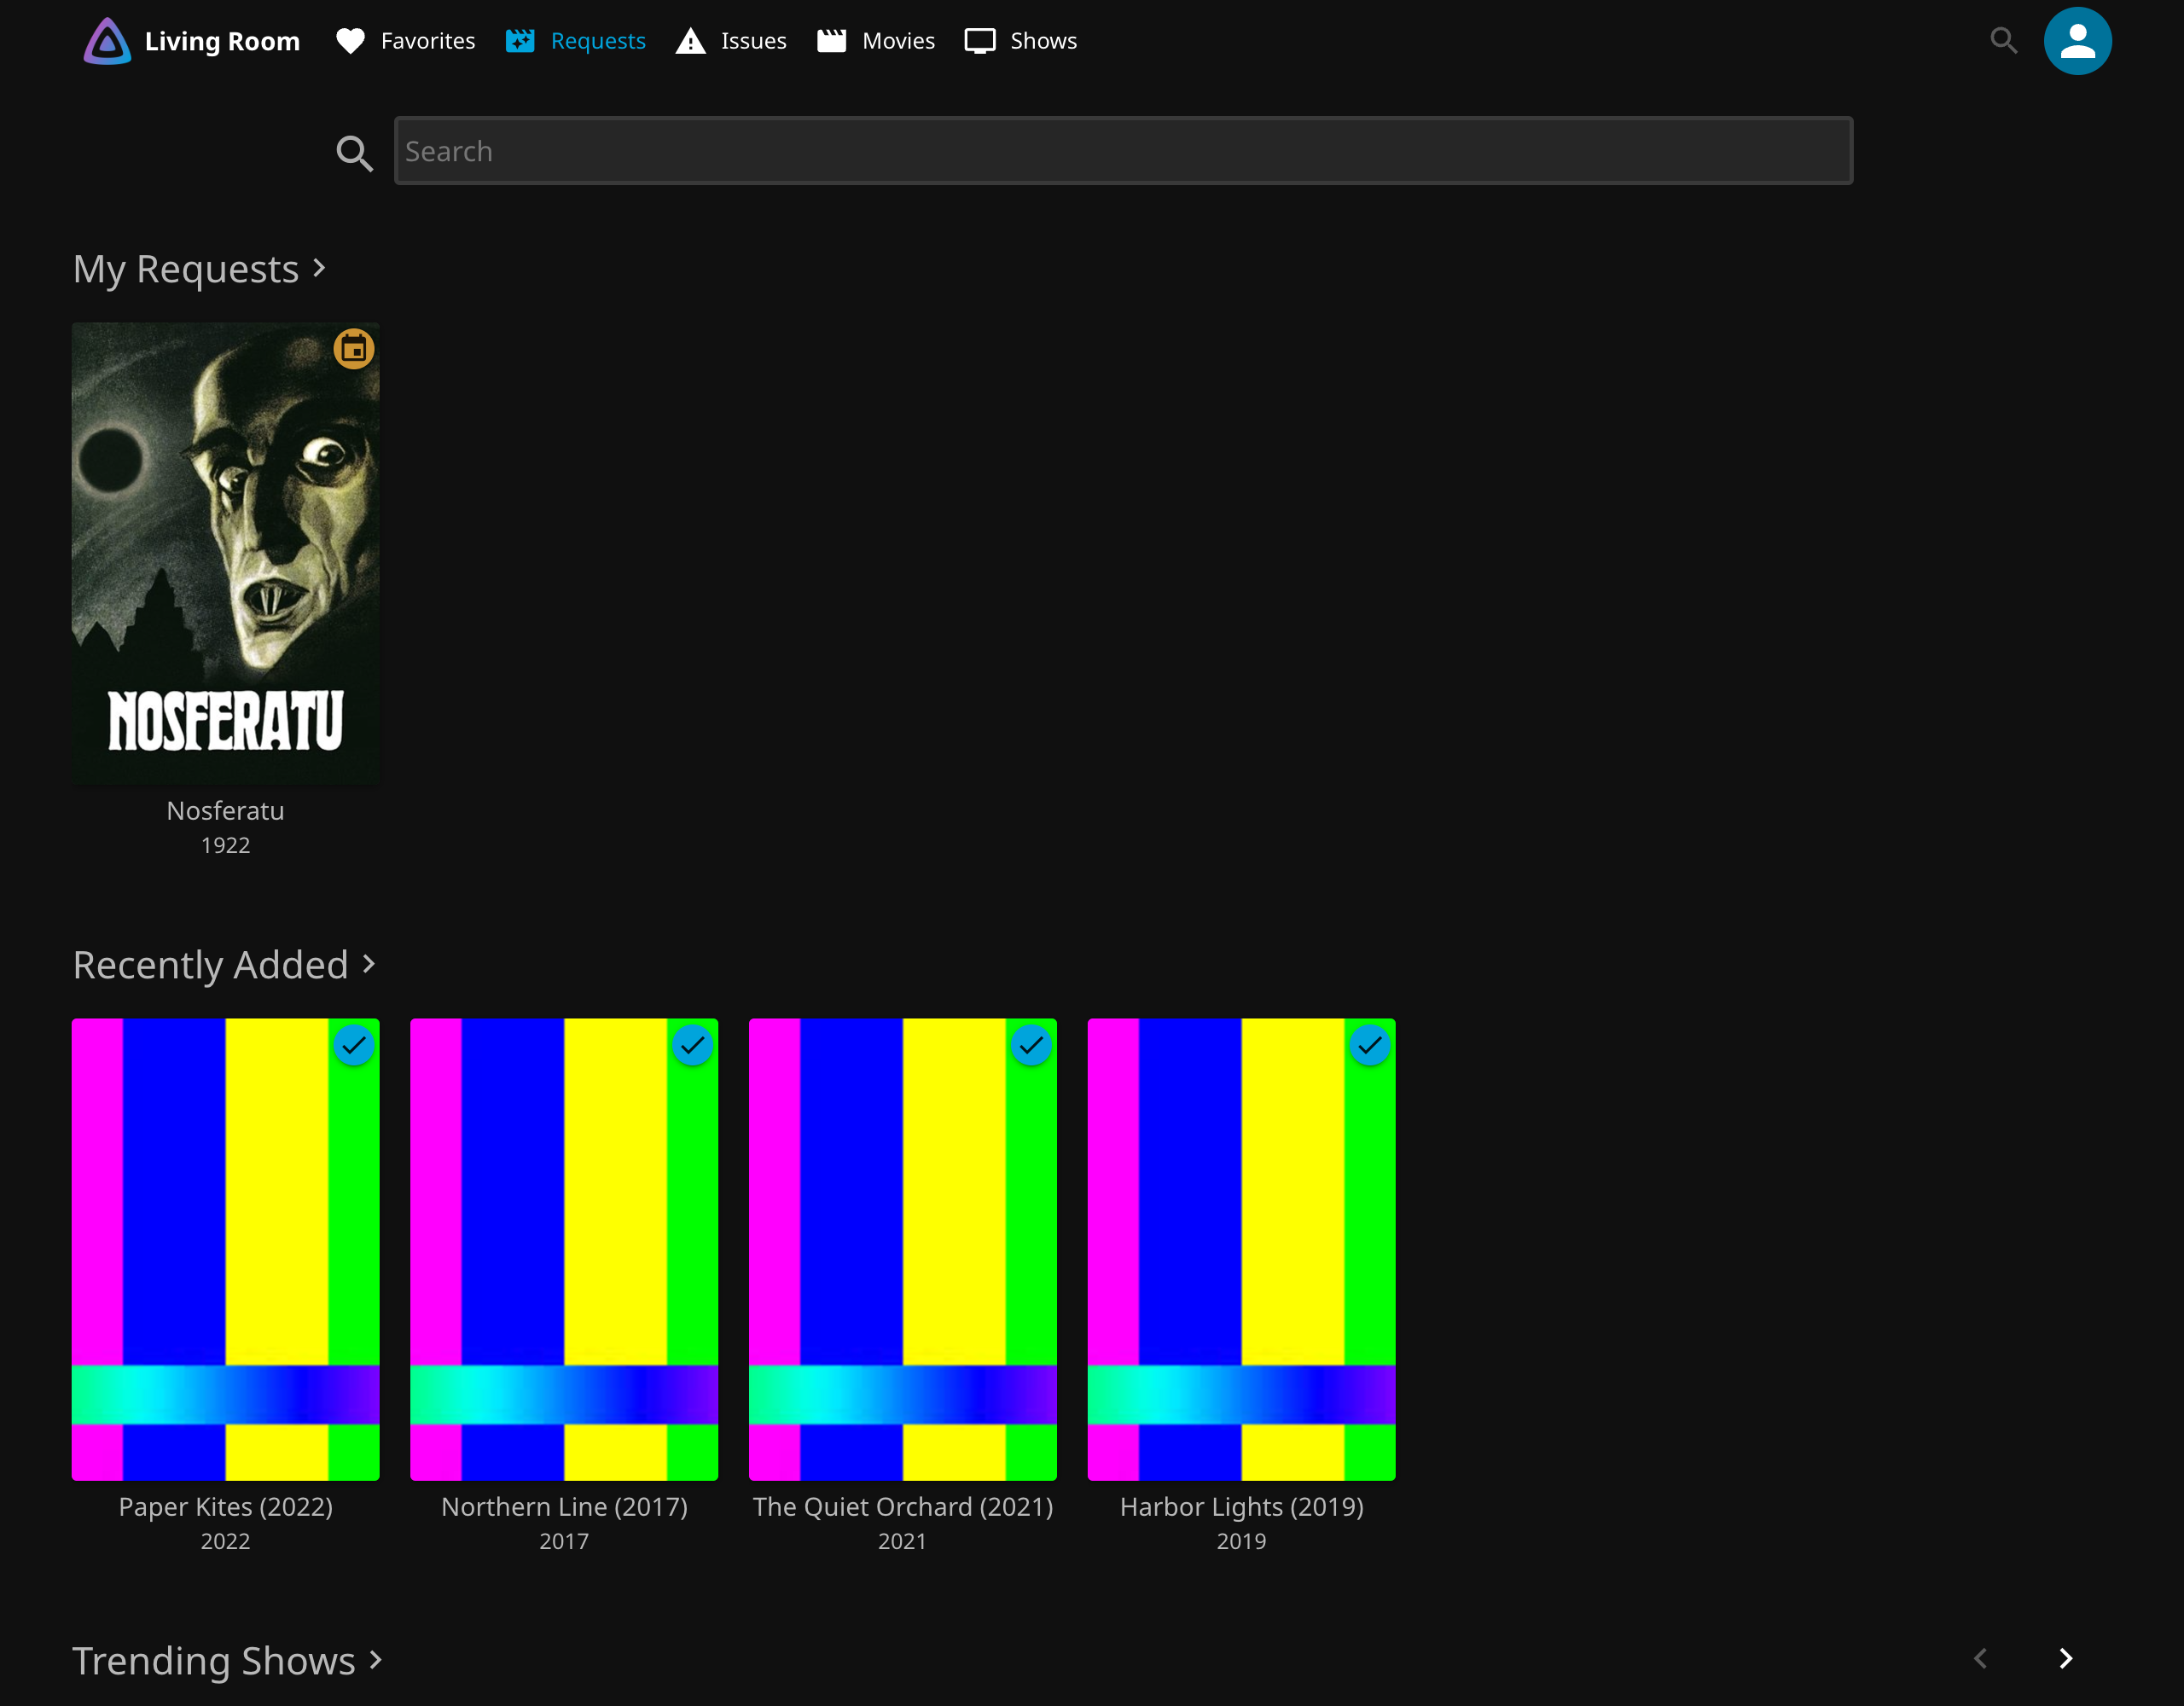 Living Room Favorites Requests Issues Movies Shows
Search
My Requests
NOSFERATU
Nosferatu
1922
Recently Added
Paper Kites (2022) Northern Line (2017) The Quiet Orchard (2021) Harbor Lights (2019)
2022 2017 2021 2019
Trending Shows